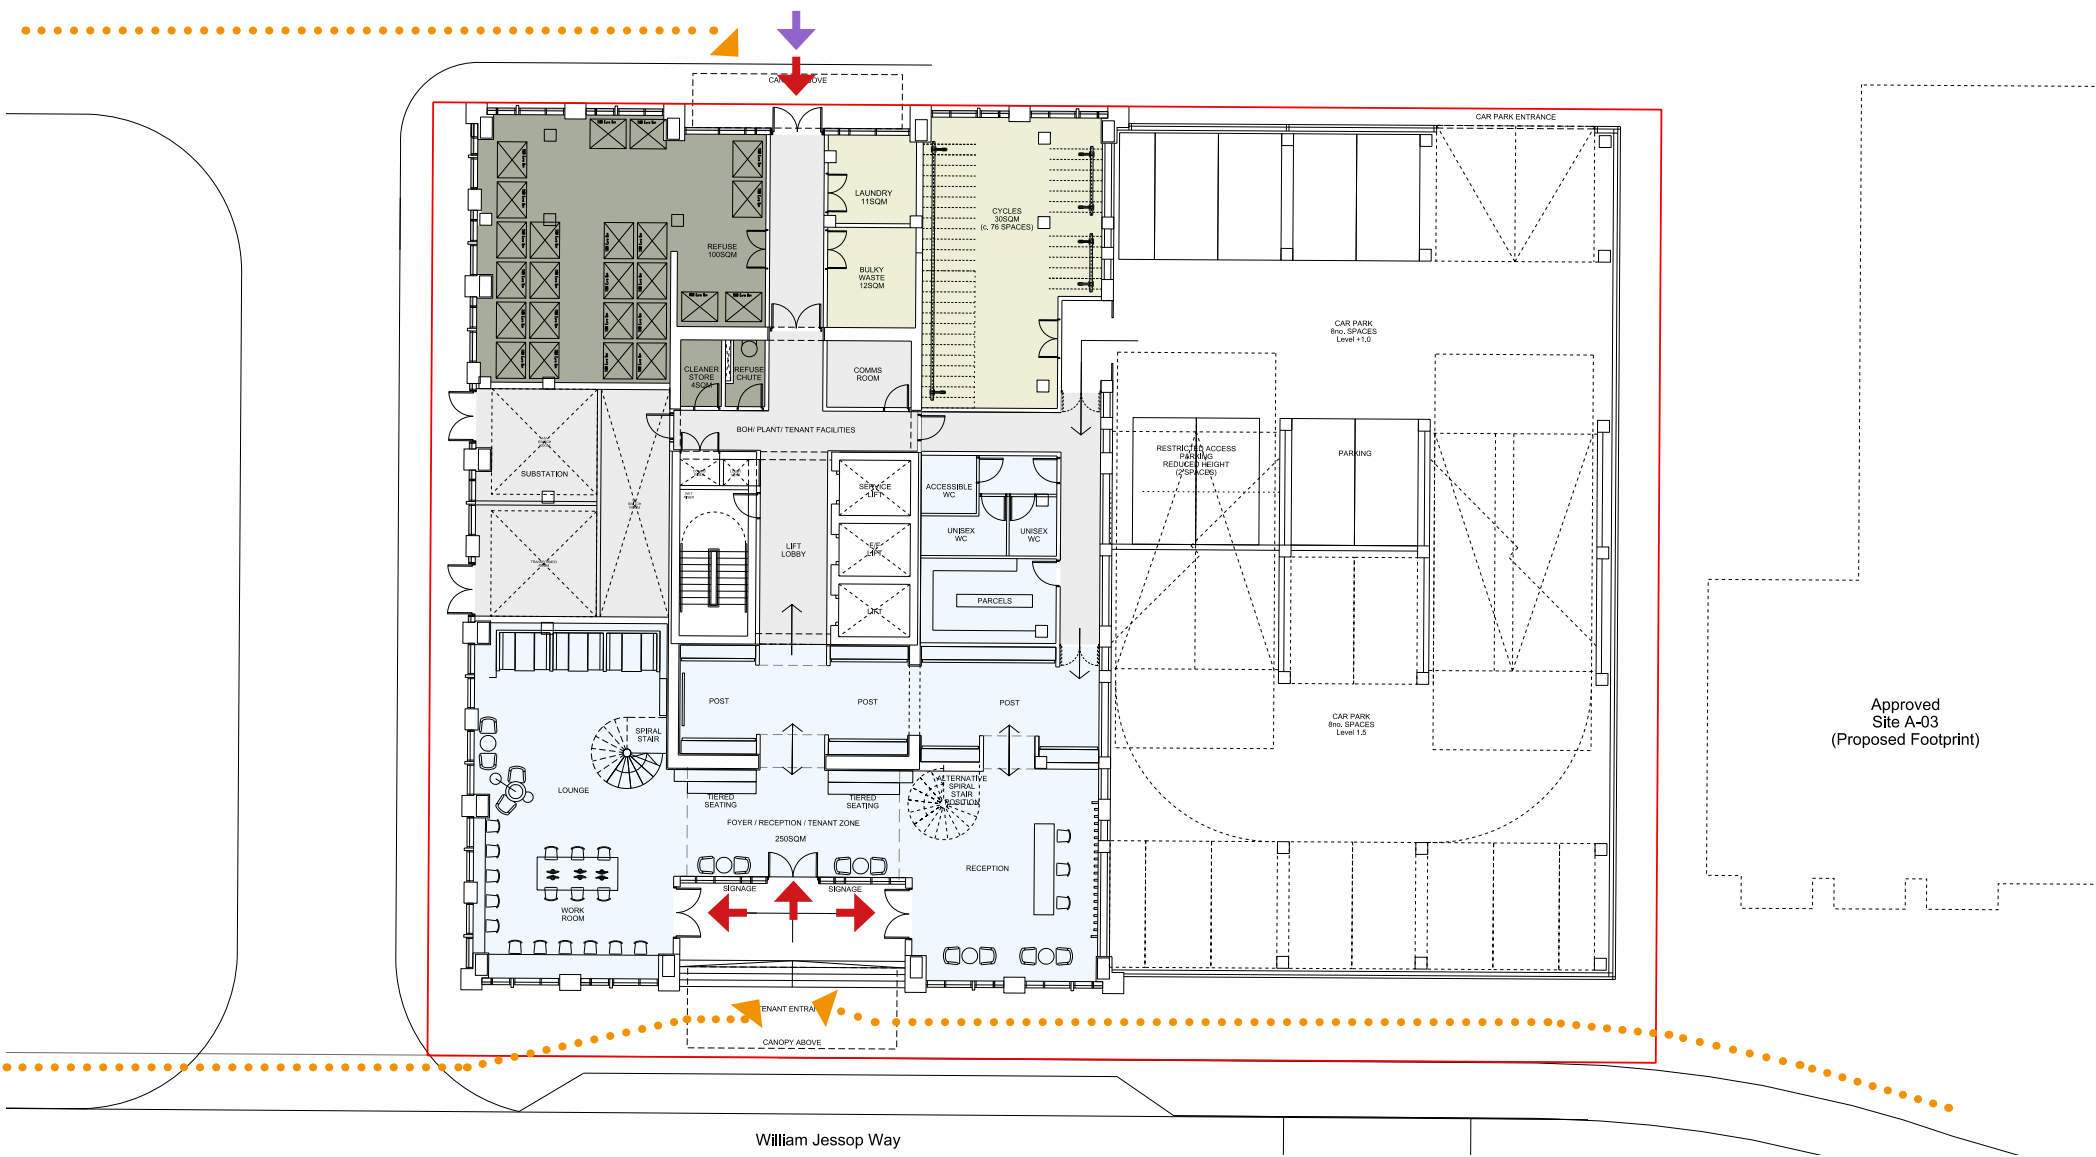 CAR PARK ENTRANCE
LAUNDRY
11SQM
CYCLES
30SQM
(c. 76 SPACES)
REFUSE
100SQM
BULKY
WASTE
12SQM
CAR PARK
8no. SPACES
Level +1.0
CLEANER
STORE
4SQM
REFUSE
CHUTE
COMMS
ROOM
BOH/ PLANT/ TENANT FACILITIES
RESTRICTED ACCESS
PARKING
REDUCED HEIGHT
(2 SPACES)
PARKING
SUBSTATION
SERVICE
LIFT
ACCESSIBLE
WC
UNISEX
WC
UNISEX
WC
LIFT
LOBBY
F/F
LIFT
LIFT
PARCELS
POST
POST
POST
SPIRAL
STAIR
CAR PARK
8no. SPACES
Level 1.5
Approved
Site A-03
(Proposed Footprint)
LOUNGE
TIERED
SEATING
TIERED
SEATING
ALTERNATIVE
SPIRAL
STAIR
POSITION
FOYER / RECEPTION / TENANT ZONE
250SQM
RECEPTION
SIGNAGE
SIGNAGE
WORK
ROOM
CANOPY ABOVE
William Jessop Way